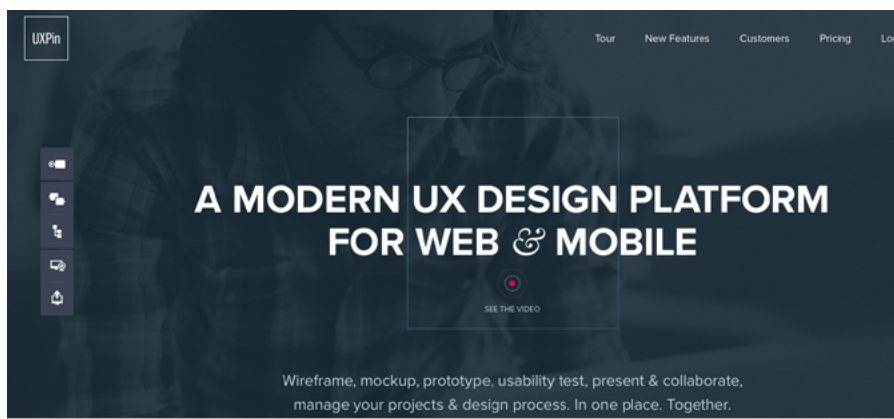 UXPin
Tour New Features Customers Pricing
A MODERN UX DESIGN PLATFORM
FOR WEB & MOBILE
SEE THE VIDEO
Wireframe, mockup, prototype, usability test, present & collaborate,
manage your projects & design process. In one place. Together.